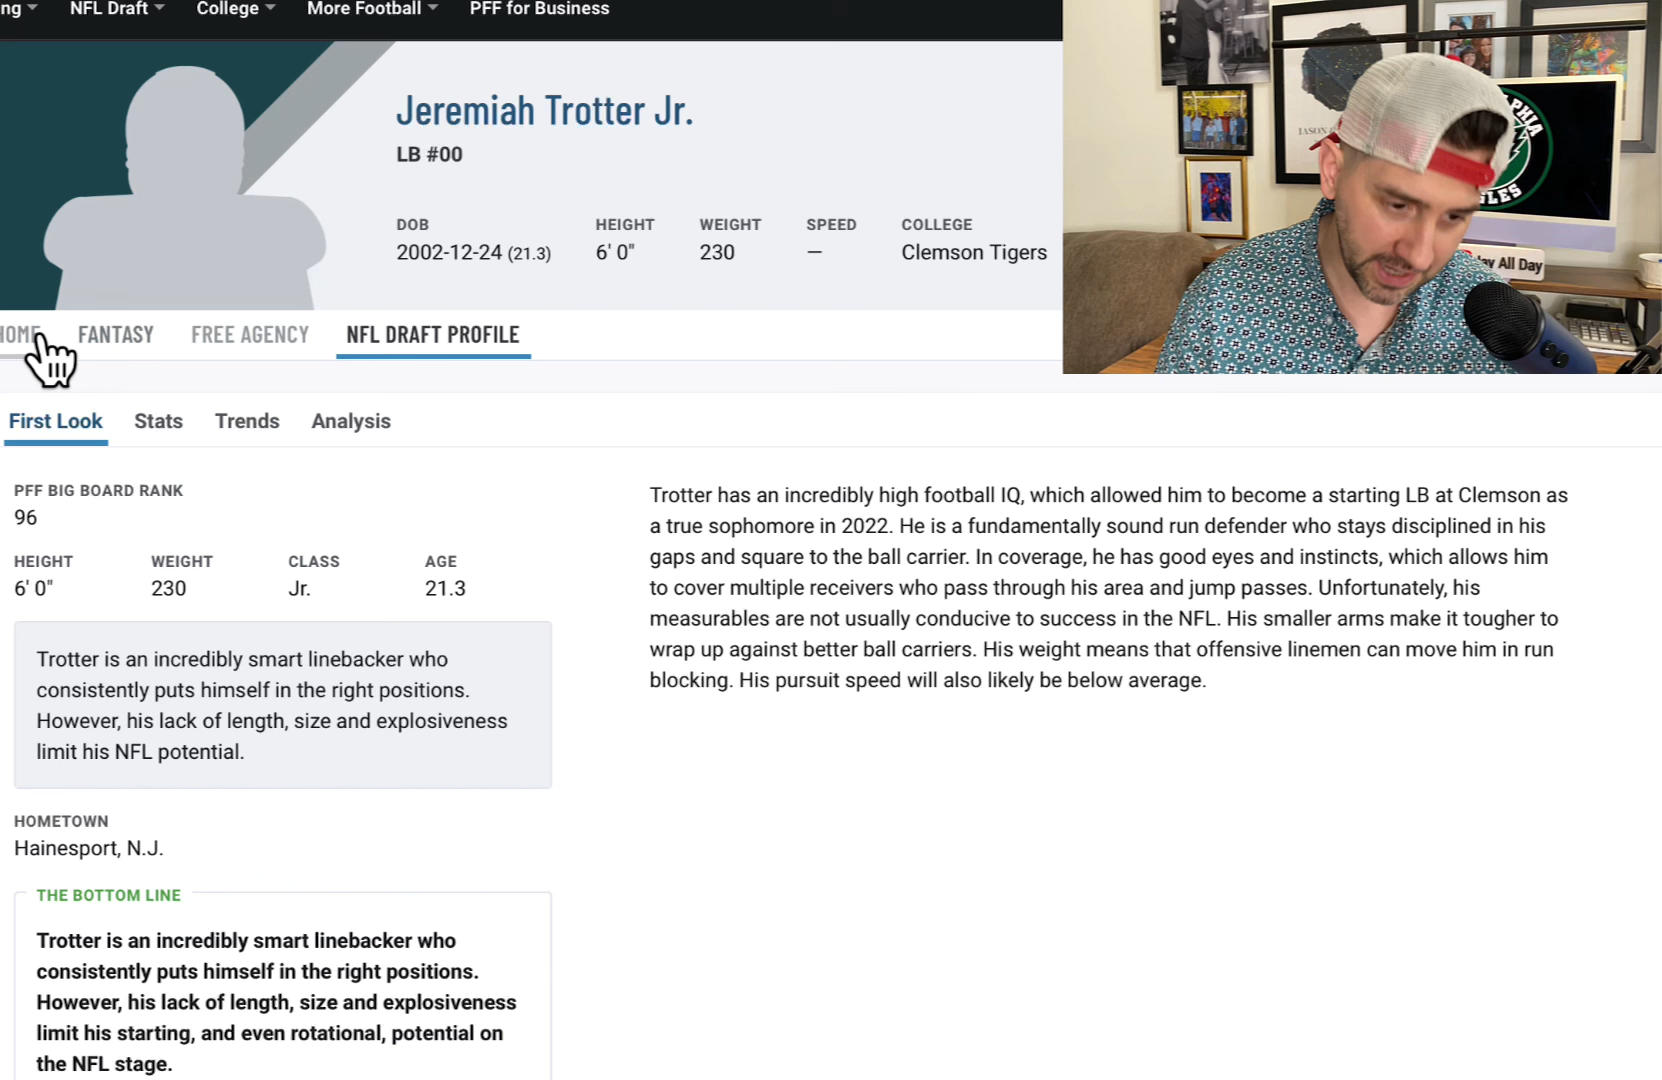 ng NFL Draft College More Football PFF for Business
Jeremiah Trotter Jr.
LB #00
DOB HEIGHT WEIGHT SPEED COLLEGE
2002-12-24 (21.3) 6' 0" 230 — Clemson Tigers
HOME FANTASY FREE AGENCY NFL DRAFT PROFILE
First Look Stats Trends Analysis
PFF BIG BOARD RANK
96
HEIGHT WEIGHT CLASS AGE
6' 0" 230 Jr. 21.3
Trotter is an incredibly smart linebacker who
consistently puts himself in the right positions.
However, his lack of length, size and explosiveness
limit his NFL potential.
HOMETOWN
Hainesport, N.J.
THE BOTTOM LINE
Trotter is an incredibly smart linebacker who
consistently puts himself in the right positions.
However, his lack of length, size and explosiveness
limit his starting, and even rotational, potential on
the NFL stage.
Trotter has an incredibly high football IQ, which allowed him to become a starting LB at Clemson as
a true sophomore in 2022. He is a fundamentally sound run defender who stays disciplined in his
gaps and square to the ball carrier. In coverage, he has good eyes and instincts, which allows him
to cover multiple receivers who pass through his area and jump passes. Unfortunately, his
measurables are not usually conducive to success in the NFL. His smaller arms make it tougher to
wrap up against better ball carriers. His weight means that offensive linemen can move him in run
blocking. His pursuit speed will also likely be below average.
JASON
LPHIA
GLES
All Day